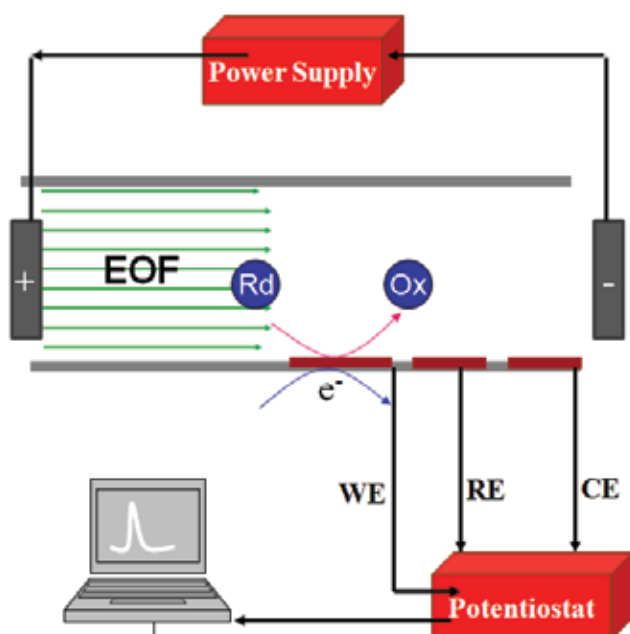 Power Supply
+
EOF
Rd
Ox
-
e-
WE
RE
CE
Potentiostat